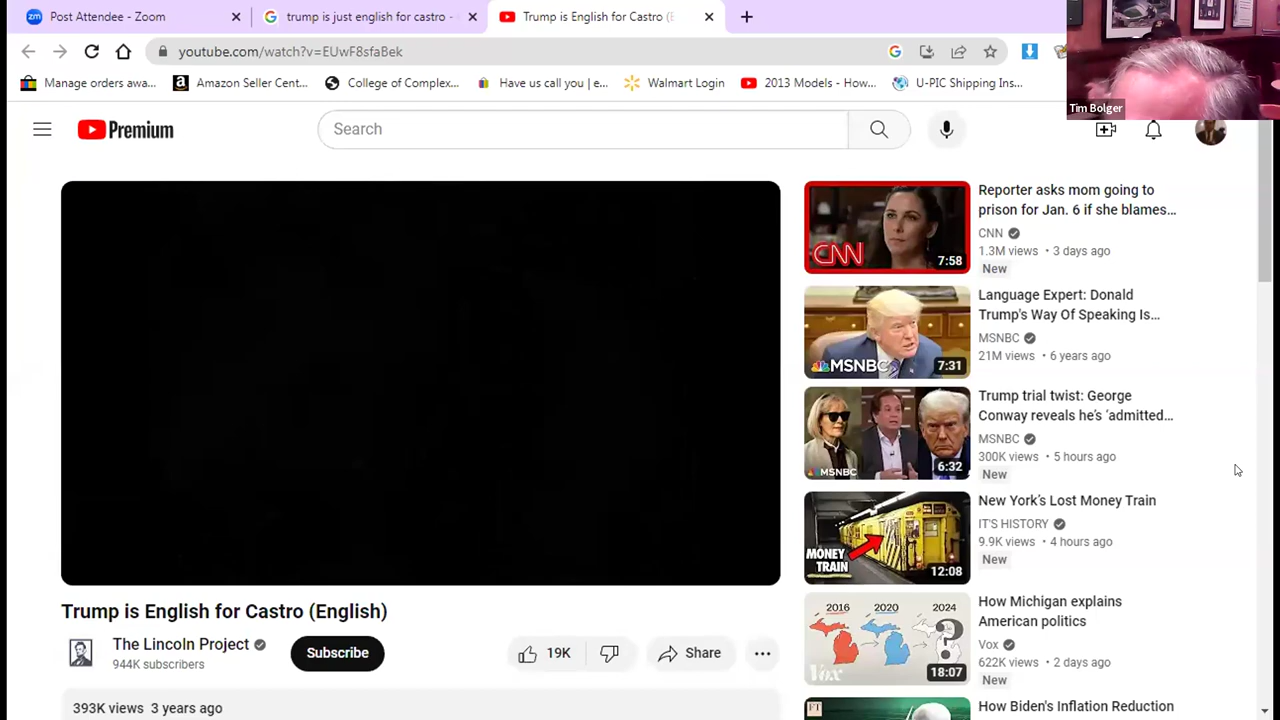 Post Attendee - Zoom
trump is just english for castro -
Trump is English for Castro (E
youtube.com/watch?v=EUwF8sfaBek
Manage orders awa...
Amazon Seller Cent...
College of Complex...
Have us call you | e...
Walmart Login
2013 Models - How...
U-PIC Shipping Ins...
Tim Bolger
Premium
Search
Reporter asks mom going to
prison for Jan. 6 if she blames...
CNN
1.3M views • 3 days ago
New
CNN
7:58
Language Expert: Donald
Trump's Way Of Speaking Is...
MSNBC
21M views • 6 years ago
MSNBC
7:31
Trump trial twist: George
Conway reveals he's 'admitted...
MSNBC
300K views • 5 hours ago
New
MSNBC
6:32
New York's Lost Money Train
IT'S HISTORY
9.9K views • 4 hours ago
New
MONEY
TRAIN
12:08
How Michigan explains
American politics
Vox
622K views • 2 days ago
New
2016 2020 2024
?
Vox
18:07
How Biden's Inflation Reduction
FT
Trump is English for Castro (English)
The Lincoln Project
944K subscribers
Subscribe
19K
Share
393K views 3 years ago